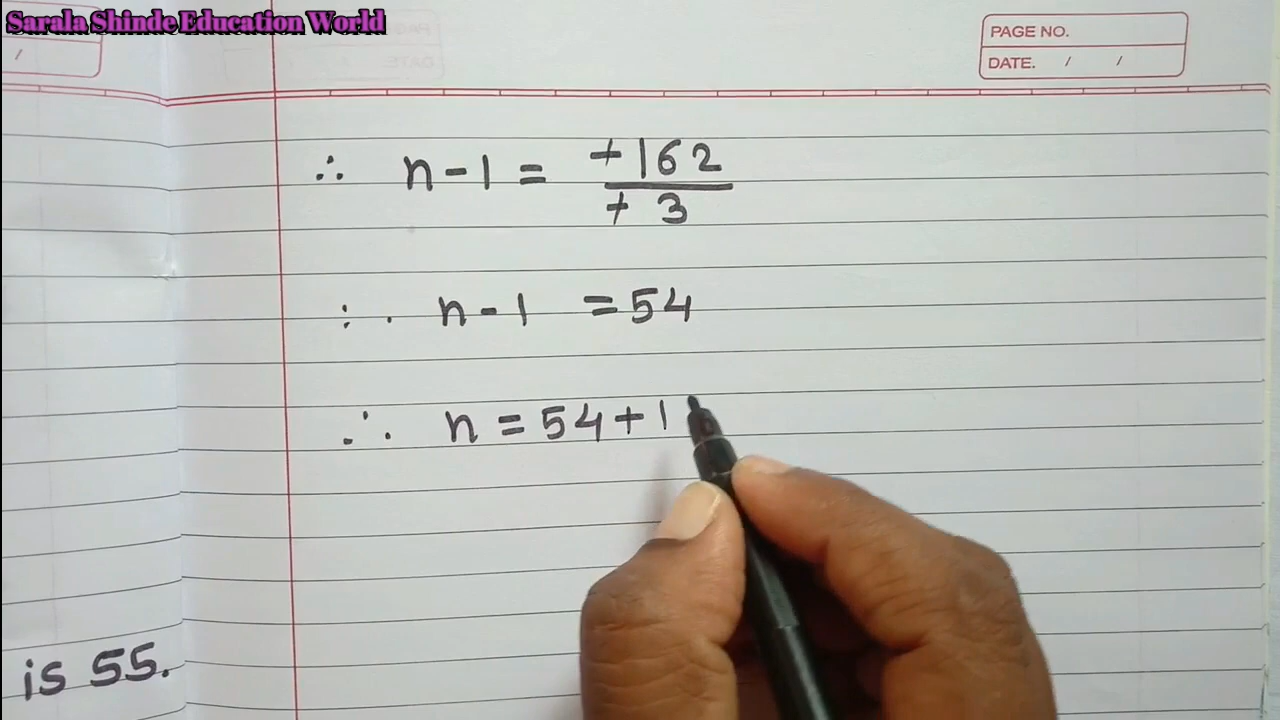 Sarala Shinde Education World
PAGE NO.
DATE. / /
/
∴ n-1 = +162
+ 3
∴ n-1 = 54
∴ n = 54+1
is 55.